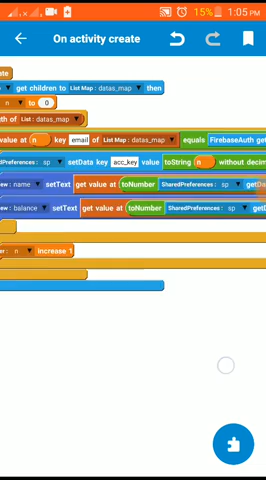 15% 1:05 PM
On activity create
ate
get children to List Map : datas_map then
n to 0
gth of List : datas_map
value at n key email of List Map : datas_map equals FirebaseAuth get
dPreferences : sp setData key acc_key value toString n without decim
ew : name setText get value at toNumber SharedPreferences : sp getDa
ew : balance setText get value at toNumber SharedPreferences : sp getD
er : n increase 1